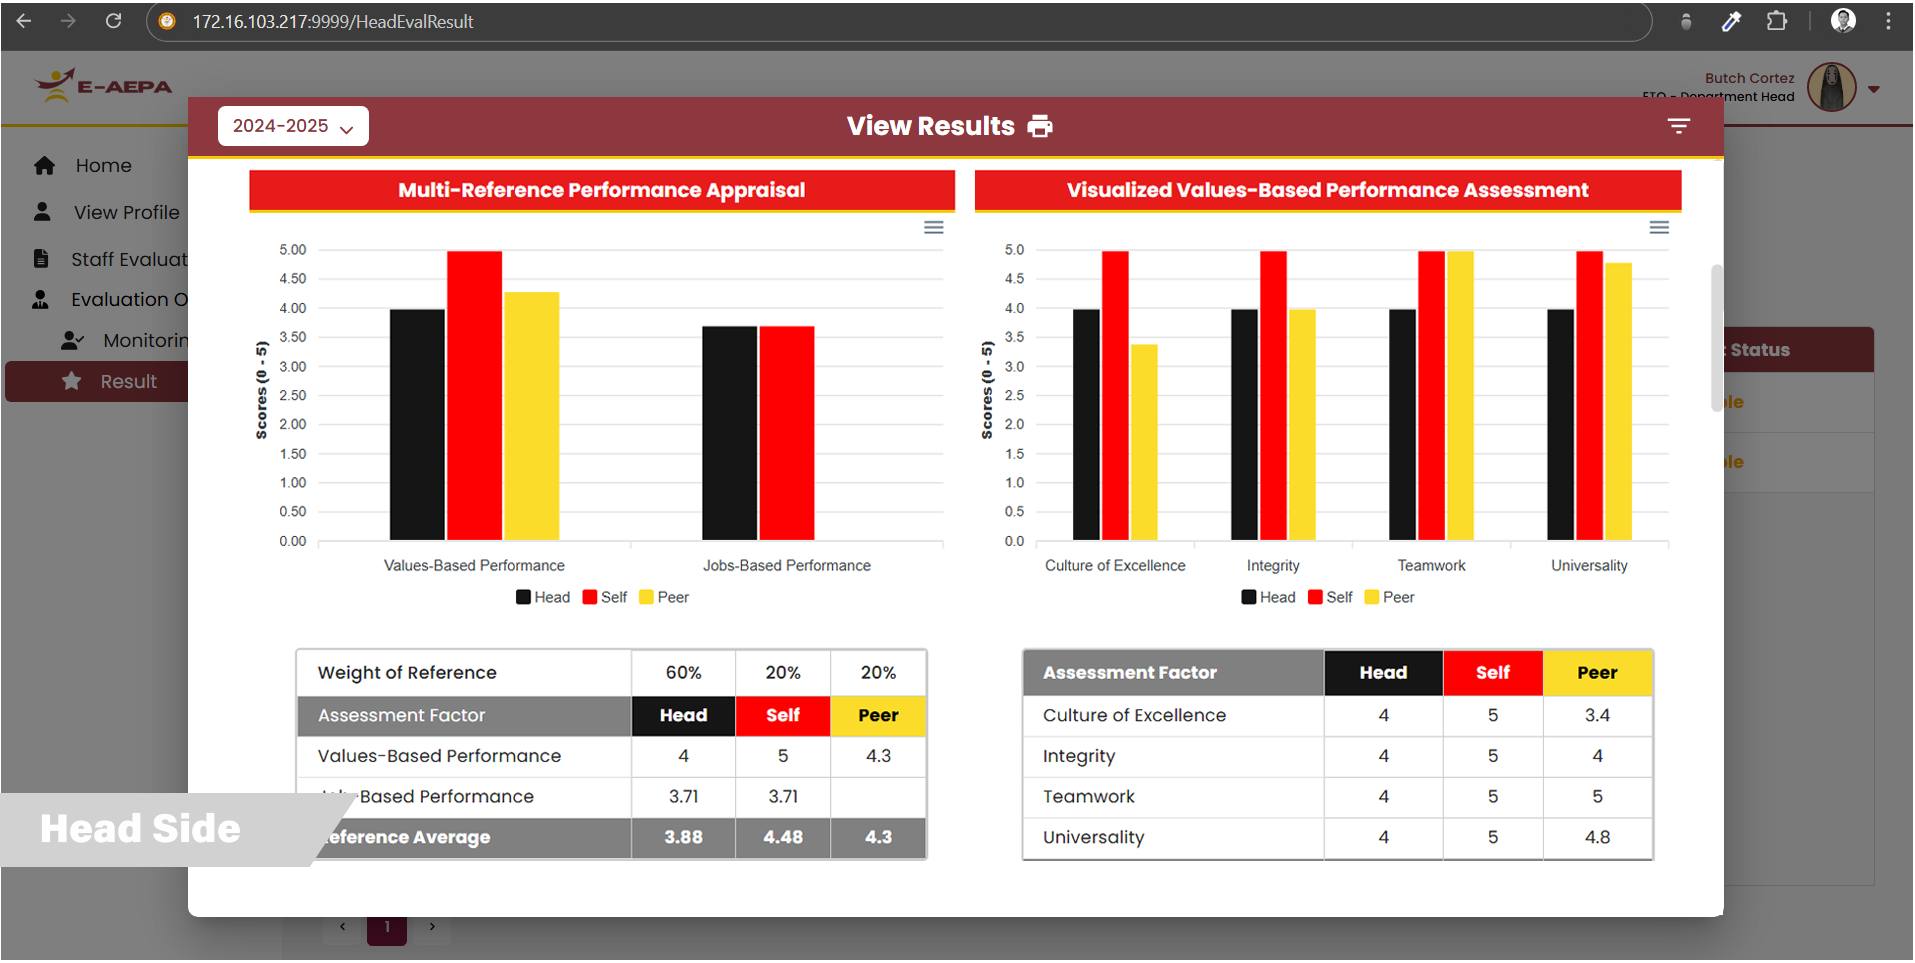 172.16.103.217:9999/HeadEvalResult
E-AEPA
Butch Cortez
ETO - Department Head
2024-2025
View Results
Home
View Profile
Staff Evaluat
Evaluation O
Monitorin
Result
Multi-Reference Performance Appraisal
5.00
4.50
4.00
3.50
3.00
2.50
2.00
1.50
1.00
0.50
0.00
Scores (0 - 5)
Values-Based Performance
Jobs-Based Performance
Head Self Peer
Visualized Values-Based Performance Assessment
5.0
4.5
4.0
3.5
3.0
2.5
2.0
1.5
1.0
0.5
0.0
Scores (0 - 5)
Culture of Excellence
Integrity
Teamwork
Universality
Head Self Peer
Status
ble
ble
Weight of Reference 60% 20% 20%
Assessment Factor Head Self Peer
Values-Based Performance 4 5 4.3
Based Performance 3.71 3.71
eference Average 3.88 4.48 4.3
Assessment Factor Head Self Peer
Culture of Excellence 4 5 3.4
Integrity 4 5 4
Teamwork 4 5 5
Universality 4 5 4.8
Head Side
‹ 1 ›